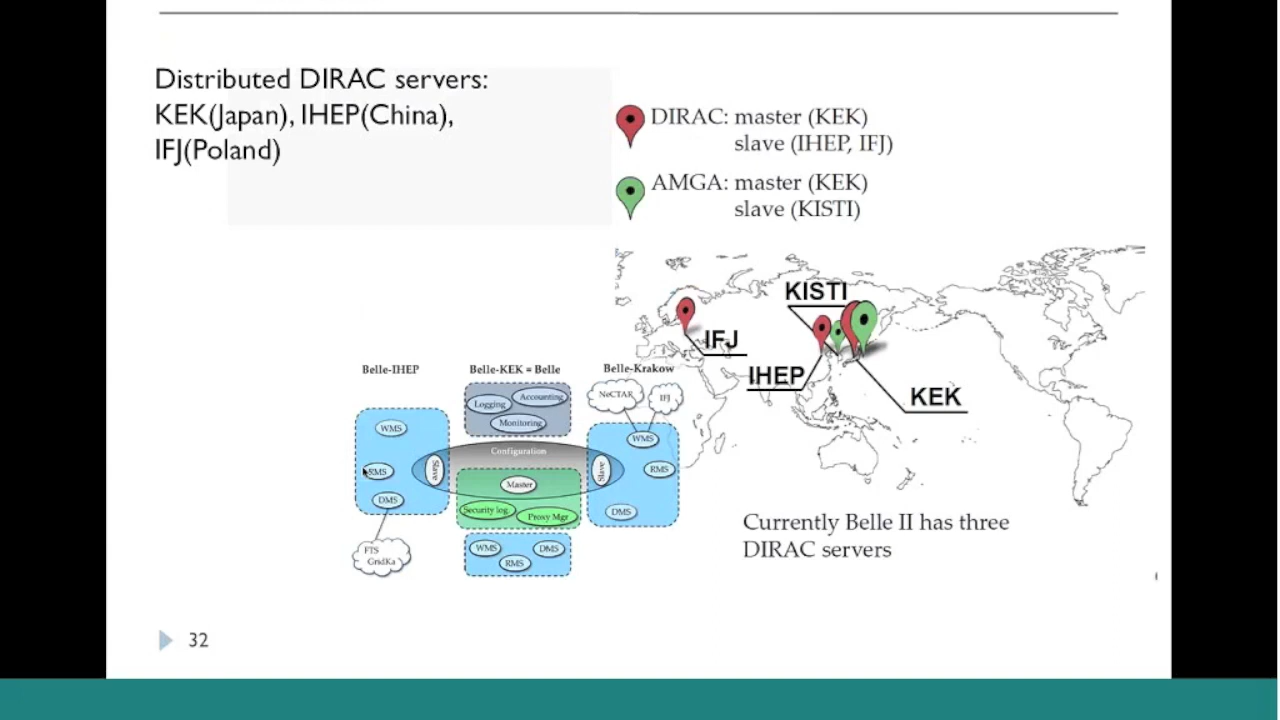 Distributed DIRAC servers:
KEK(Japan), IHEP(China),
IFJ(Poland)
DIRAC: master (KEK)
slave (IHEP, IFJ)
AMGA: master (KEK)
slave (KISTI)
KISTI
IFJ
IHEP
KEK
Belle-IHEP
Belle-KEK = Belle
Belle-Krakow
Logging
Accounting
Monitoring
NeCTAR
IFJ
WMS
WMS
Configuration
RMS
Slave
Slave
RMS
Master
DMS
Security log
Proxy Mgr
DMS
WMS
DMS
RMS
FTS
GridKa
Currently Belle II has three
DIRAC servers
32